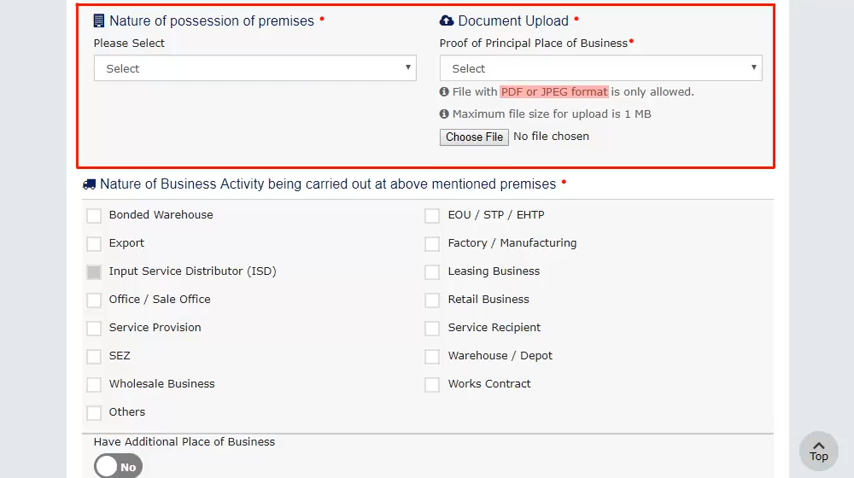 Nature of possession of premises *
Document Upload *
Please Select
Proof of Principal Place of Business*
Select
Select
File with PDF or JPEG format is only allowed.
Maximum file size for upload is 1 MB
Choose File No file chosen
Nature of Business Activity being carried out at above mentioned premises *
Bonded Warehouse
EOU / STP / EHTP
Export
Factory / Manufacturing
Input Service Distributor (ISD)
Leasing Business
Office / Sale Office
Retail Business
Service Provision
Service Recipient
SEZ
Warehouse / Depot
Wholesale Business
Works Contract
Others
Have Additional Place of Business
No
Top